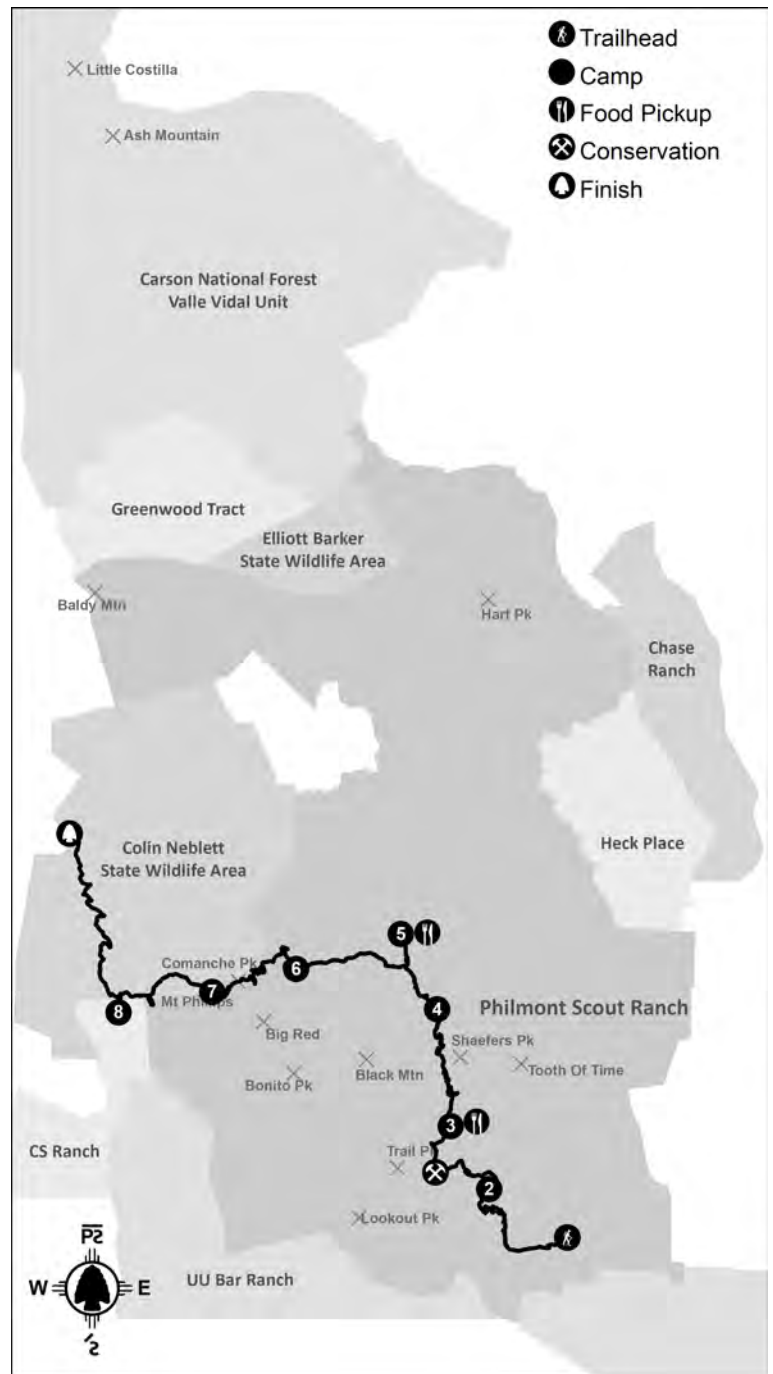 Trailhead
Camp
Food Pickup
Conservation
Finish
Little Costilla
Ash Mountain
Carson National Forest
Valle Vidal Unit
Greenwood Tract
Elliott Barker
State Wildlife Area
Baldy Mtn
Hart Pk
Chase
Ranch
Heck Place
Colin Neblett
State Wildlife Area
5
Comanche Pk
6
7
Mt Phillips
8
4
Philmont Scout Ranch
Big Red
Shaefers Pk
Black Mtn
Tooth Of Time
Bonito Pk
3
CS Ranch
Trail Pk
2
Lookout Pk
UU Bar Ranch
W
E